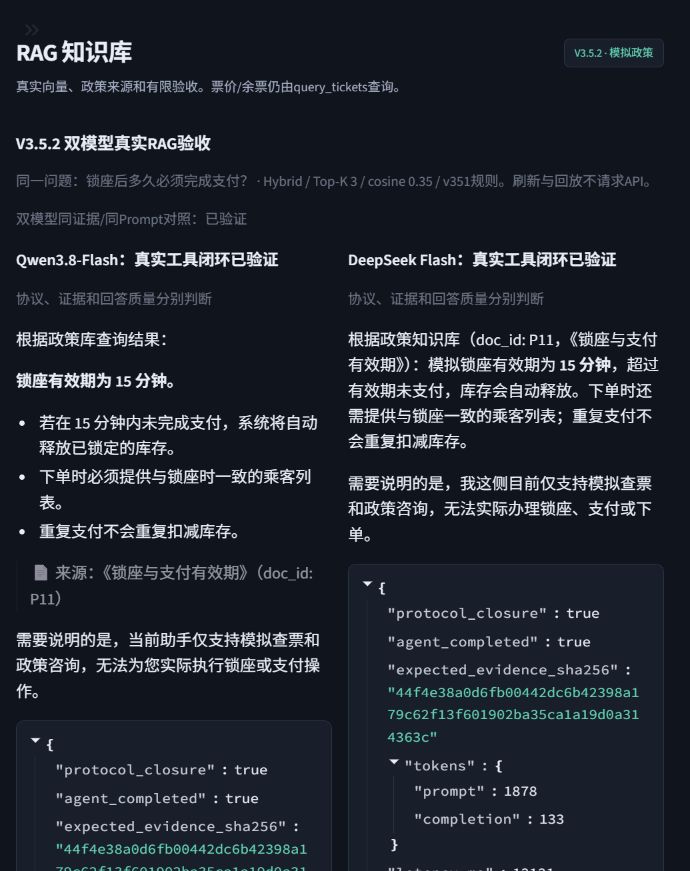 RAG 知识库
V3.5.2 · 模拟政策
真实向量、政策来源和有限验收。票价/余票仍由query_tickets查询。
V3.5.2 双模型真实RAG验收
同一问题：锁座后多久必须完成支付？ · Hybrid / Top-K 3 / cosine 0.35 / v351规则。刷新与回放不请求API。
双模型同证据/同Prompt对照：已验证
Qwen3.8-Flash：真实工具闭环已验证
协议、证据和回答质量分别判断
根据政策库查询结果：
锁座有效期为 15 分钟。
• 若在 15 分钟内未完成支付，系统将自动
释放已锁定的库存。
• 下单时必须提供与锁座时一致的乘客列
表。
• 重复支付不会重复扣减库存。
来源：《锁座与支付有效期》（doc_id:
P11）
需要说明的是，当前助手仅支持模拟查票和
政策咨询，无法为您实际执行锁座或支付操
作。
{
"protocol_closure" : true
"agent_completed" : true
"expected_evidence_sha256" :
"44f4e38a0d6fb00442dc6b42398a1
79c62f13f601902ba35ca1a19d0a31
DeepSeek Flash：真实工具闭环已验证
协议、证据和回答质量分别判断
根据政策知识库（doc_id: P11，《锁座与支付
有效期》）：模拟锁座有效期为 15 分钟，超过
有效期未支付，库存会自动释放。下单时还
需提供与锁座一致的乘客列表；重复支付不
会重复扣减库存。
需要说明的是，我这侧目前仅支持模拟查票
和政策咨询，无法实际办理锁座、支付或下
单。
{
"protocol_closure" : true
"agent_completed" : true
"expected_evidence_sha256" :
"44f4e38a0d6fb00442dc6b42398a1
79c62f13f601902ba35ca1a19d0a31
4363c"
"tokens" : {
"prompt" : 1878
"completion" : 133
}